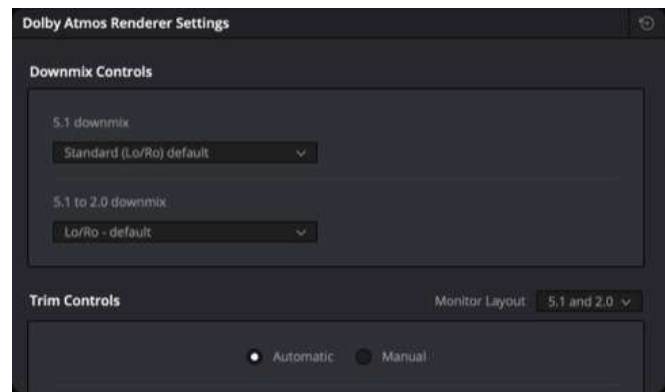 Dolby Atmos Renderer Settings
Downmix Controls
5.1 downmix
Standard (Lo/Ro) default
5.1 to 2.0 downmix
Lo/Ro - default
Trim Controls Monitor Layout 5.1 and 2.0
Automatic Manual